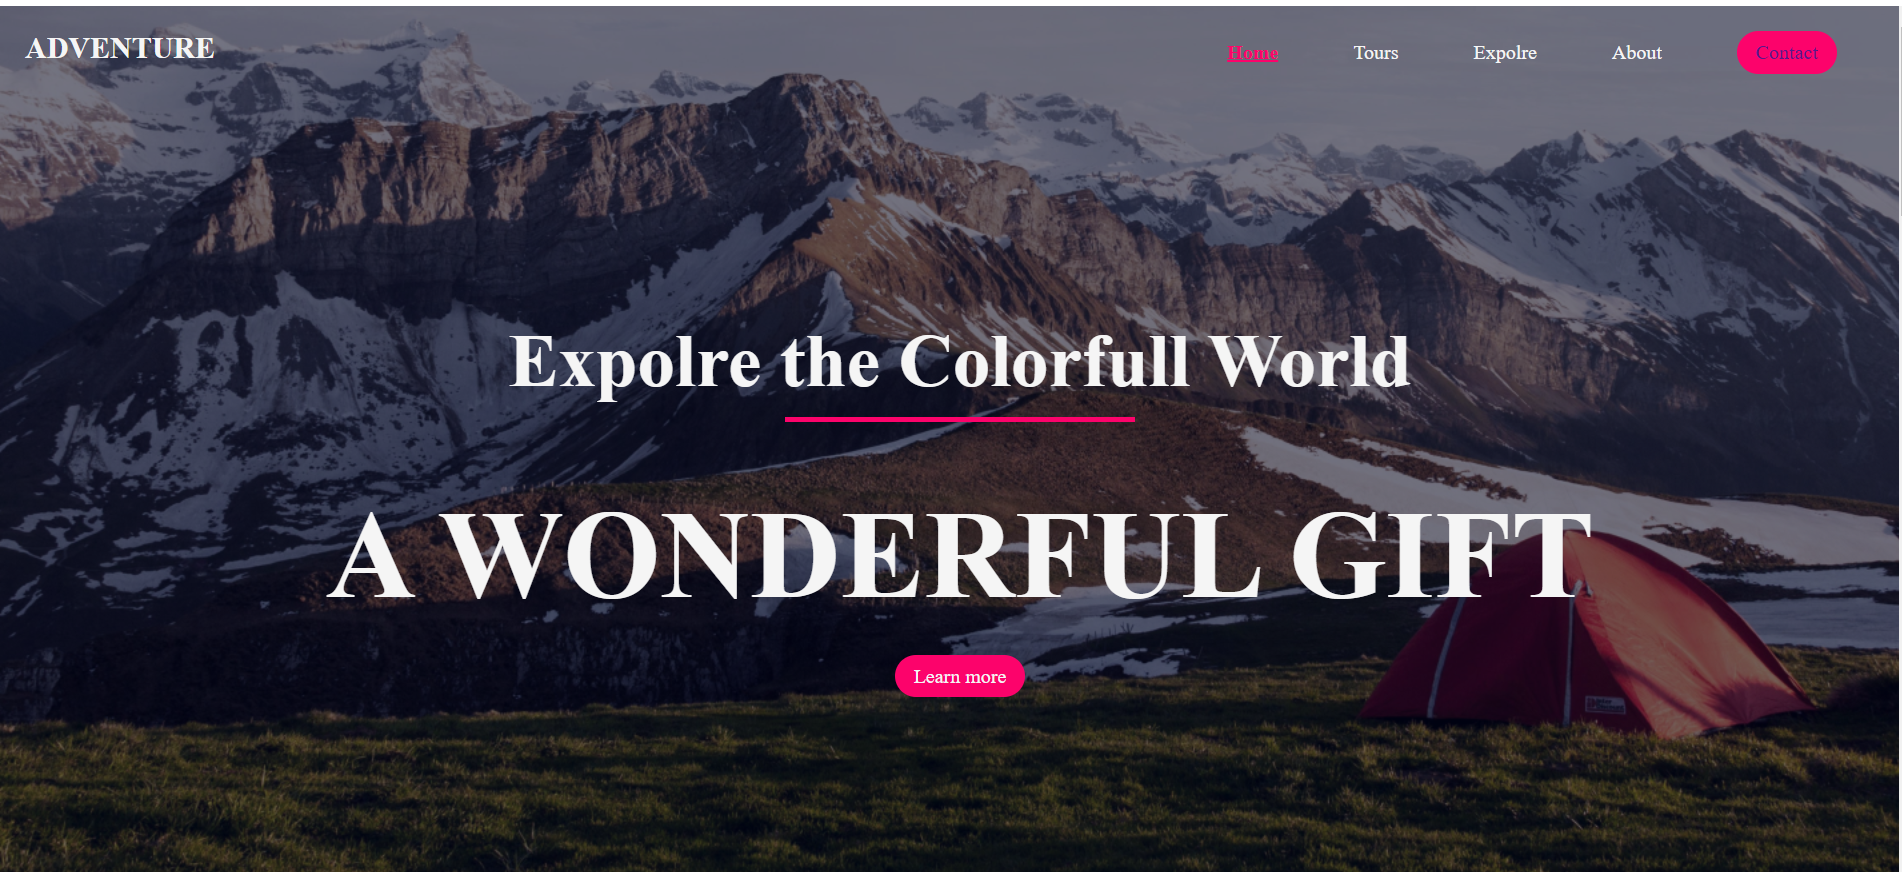 ADVENTURE
Home Tours Expolre About Contact
Expolre the Colorfull World
A WONDERFUL GIFT
Learn more